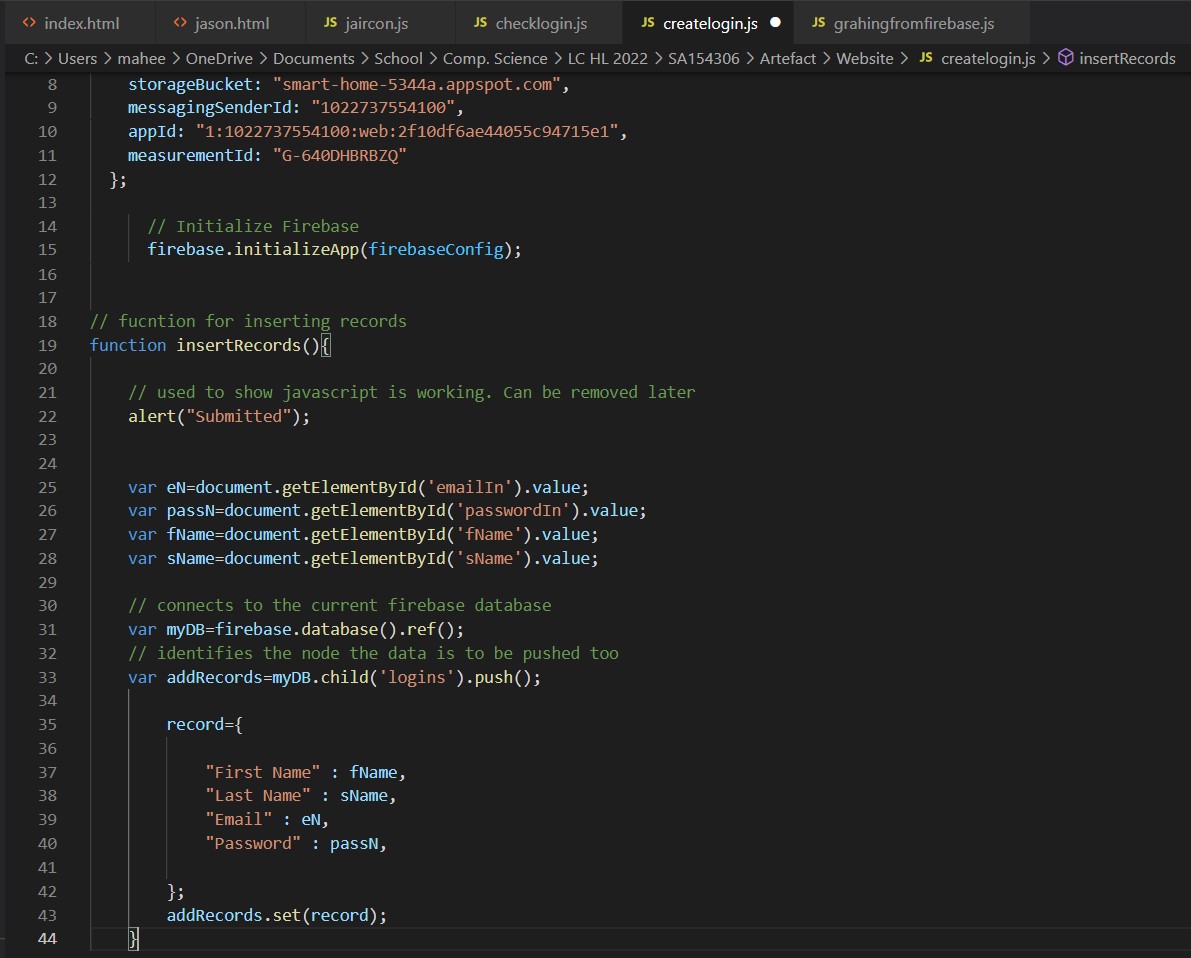 <> index.html <> jason.html JS jaircon.js JS checklogin.js JS createlogin.js ● JS grahingfromfirebase.js
C: > Users > mahee > OneDrive > Documents > School > Comp. Science > LC HL 2022 > SA154306 > Artefact > Website > JS createlogin.js > insertRecords
8 storageBucket: "smart-home-5344a.appspot.com",
9 messagingSenderId: "1022737554100",
10 appId: "1:1022737554100:web:2f10df6ae44055c94715e1",
11 measurementId: "G-640DHBRBZQ"
12 };
13
14 // Initialize Firebase
15 firebase.initializeApp(firebaseConfig);
16
17
18 // fucntion for inserting records
19 function insertRecords(){
20
21 // used to show javascript is working. Can be removed later
22 alert("Submitted");
23
24
25 var eN=document.getElementById('emailIn').value;
26 var passN=document.getElementById('passwordIn').value;
27 var fName=document.getElementById('fName').value;
28 var sName=document.getElementById('sName').value;
29
30 // connects to the current firebase database
31 var myDB=firebase.database().ref();
32 // identifies the node the data is to be pushed too
33 var addRecords=myDB.child('logins').push();
34
35 record={
36
37 "First Name" : fName,
38 "Last Name" : sName,
39 "Email" : eN,
40 "Password" : passN,
41
42 };
43 addRecords.set(record);
44 }